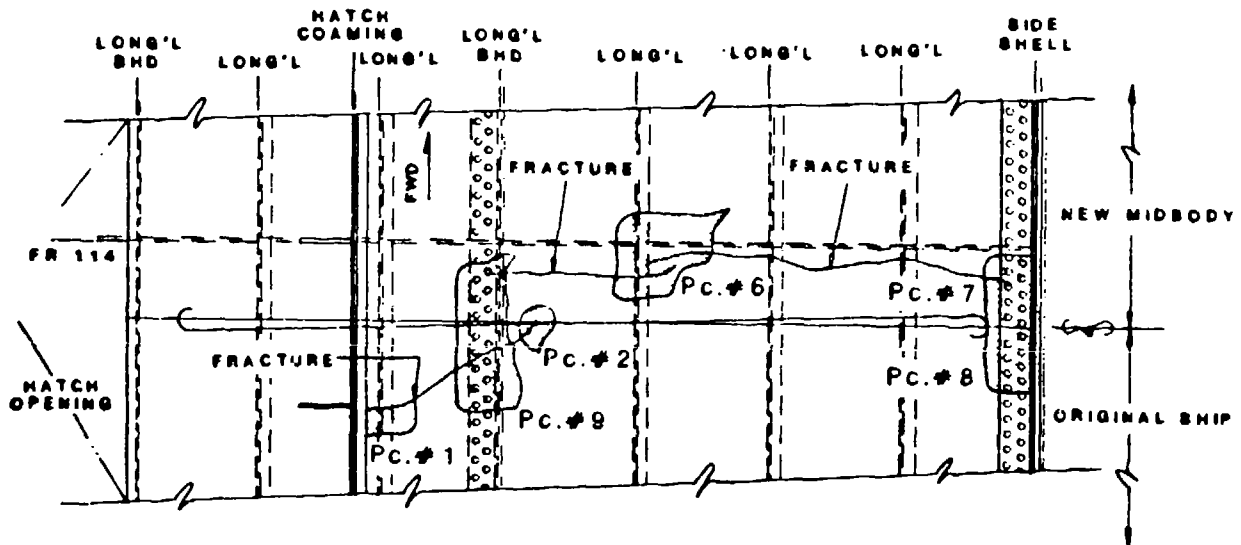 HATCH
COAMING
LONG'L
BHD
LONG'L
LONG'L
LONG'L
BHD
LONG'L
LONG'L
LONG'L
SIDE
SHELL
FWD
FRACTURE
FRACTURE
NEW MIDBODY
FR 114
Pc.#6
Pc.#7
FRACTURE
Pc.#2
Pc.#8
HATCH
OPENING
Pc.#9
ORIGINAL SHIP
Pc.#1